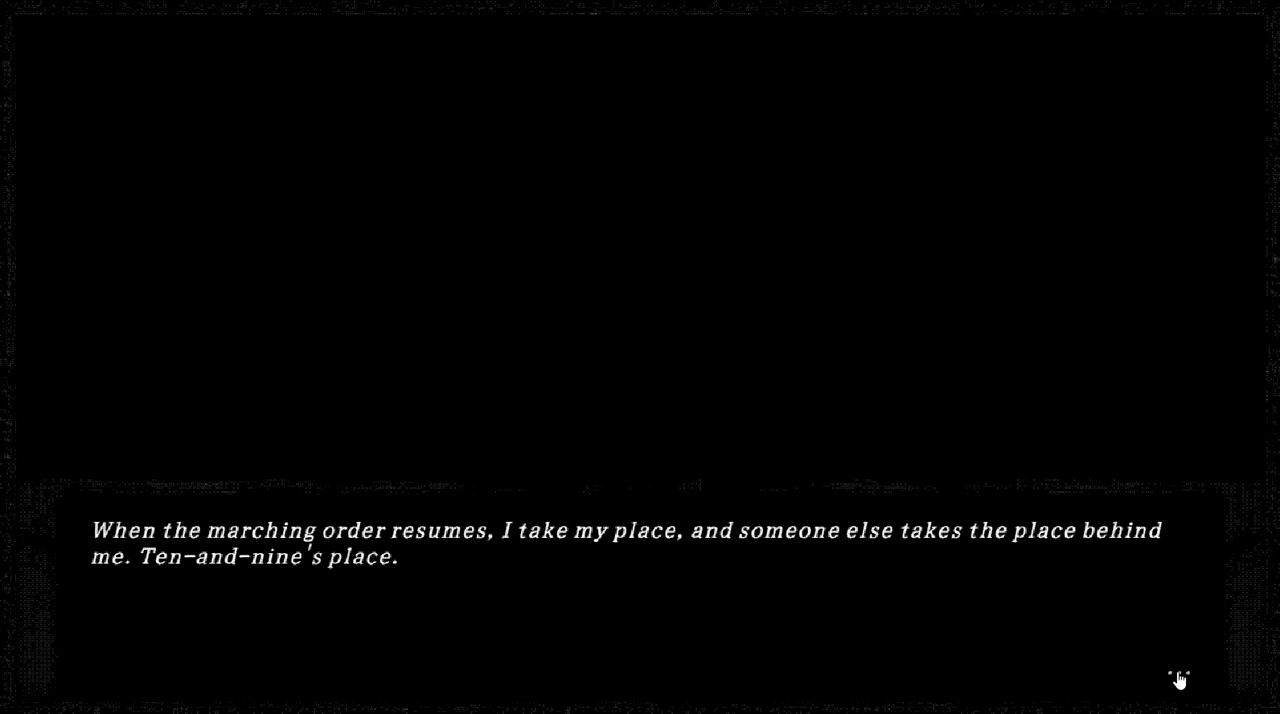 When the marching order resumes, I take my place, and someone else takes the place behind
me. Ten-and-nine's place.